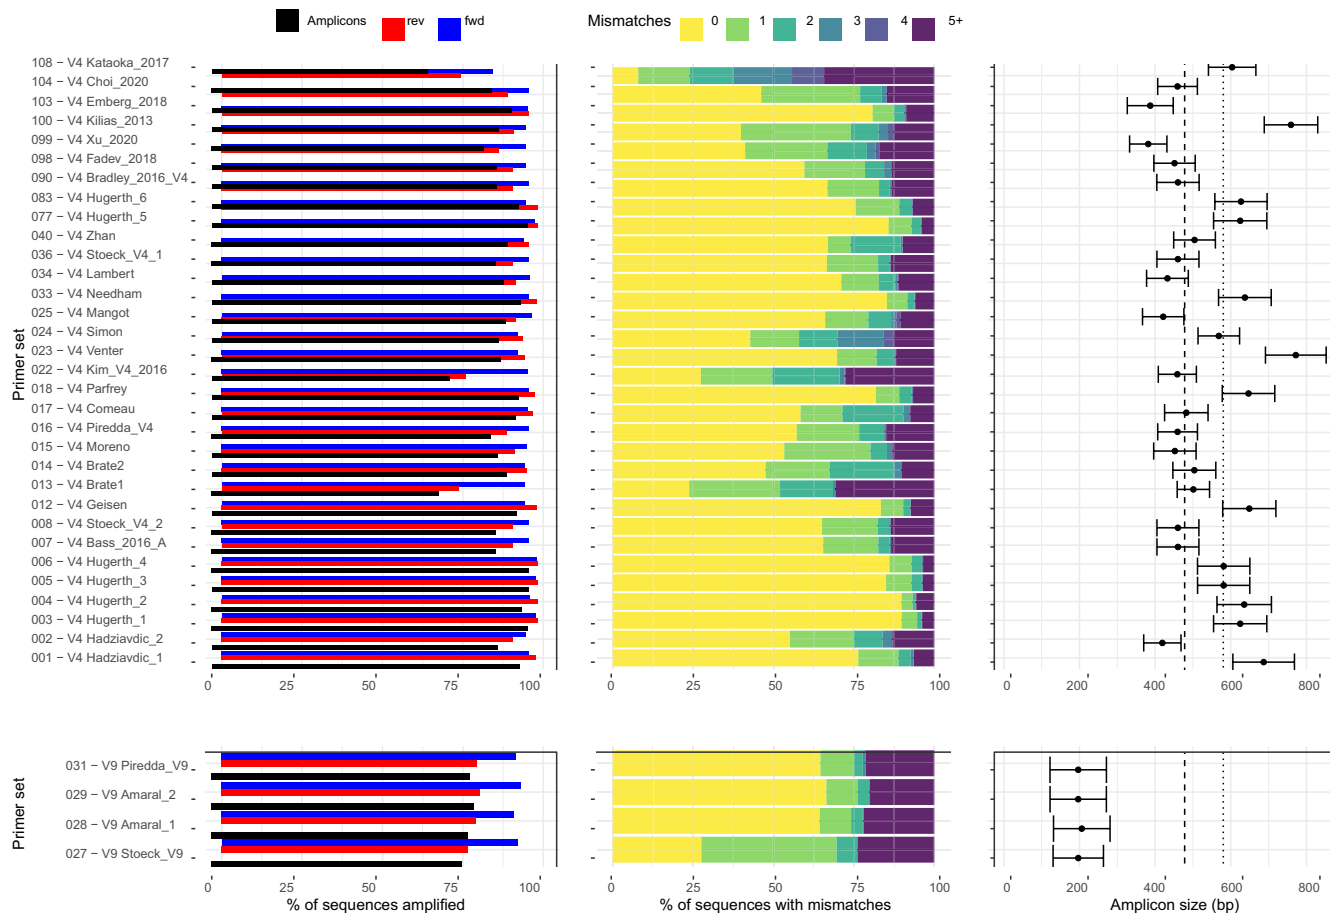 Amplicons rev fwd
Mismatches 0 1 2 3 4 5+
Primer set
108 − V4 Kataoka_2017
104 − V4 Choi_2020
103 − V4 Emberg_2018
100 − V4 Kilias_2013
099 − V4 Xu_2020
098 − V4 Fadev_2018
090 − V4 Bradley_2016_V4
083 − V4 Hugerth_6
077 − V4 Hugerth_5
040 − V4 Zhan
036 − V4 Stoeck_V4_1
034 − V4 Lambert
033 − V4 Needham
025 − V4 Mangot
024 − V4 Simon
023 − V4 Venter
022 − V4 Kim_V4_2016
018 − V4 Parfrey
017 − V4 Comeau
016 − V4 Piredda_V4
015 − V4 Moreno
014 − V4 Brate2
013 − V4 Brate1
012 − V4 Geisen
008 − V4 Stoeck_V4_2
007 − V4 Bass_2016_A
006 − V4 Hugerth_4
005 − V4 Hugerth_3
004 − V4 Hugerth_2
003 − V4 Hugerth_1
002 − V4 Hadziavdic_2
001 − V4 Hadziavdic_1
0 25 50 75 100
0 25 50 75 100
0 200 400 600 800
Primer set
031 − V9 Piredda_V9
029 − V9 Amaral_2
028 − V9 Amaral_1
027 − V9 Stoeck_V9
0 25 50 75 100
0 25 50 75 100
0 200 400 600 800
% of sequences amplified
% of sequences with mismatches
Amplicon size (bp)